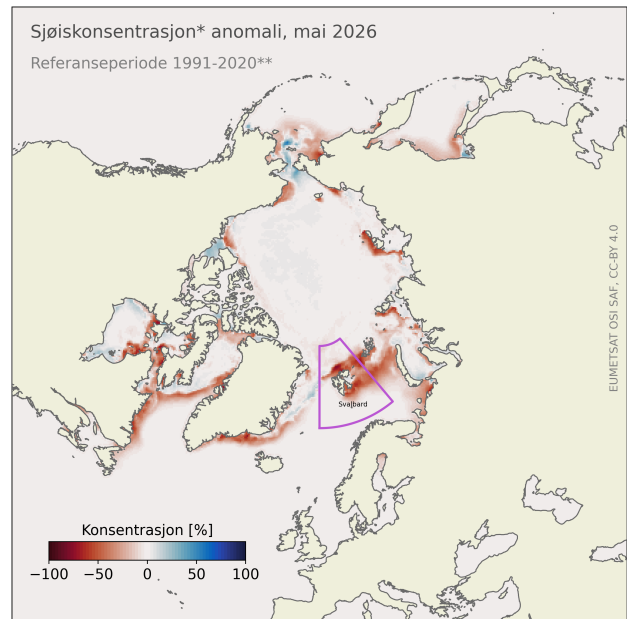 Sjøiskonsentrasjon* anomali, mai 2026
Referanseperiode 1991-2020**
EUMETSAT OSI SAF, CC-BY 4.0
Svalbard
Konsentrasjon [%]
−100 −50 0 50 100